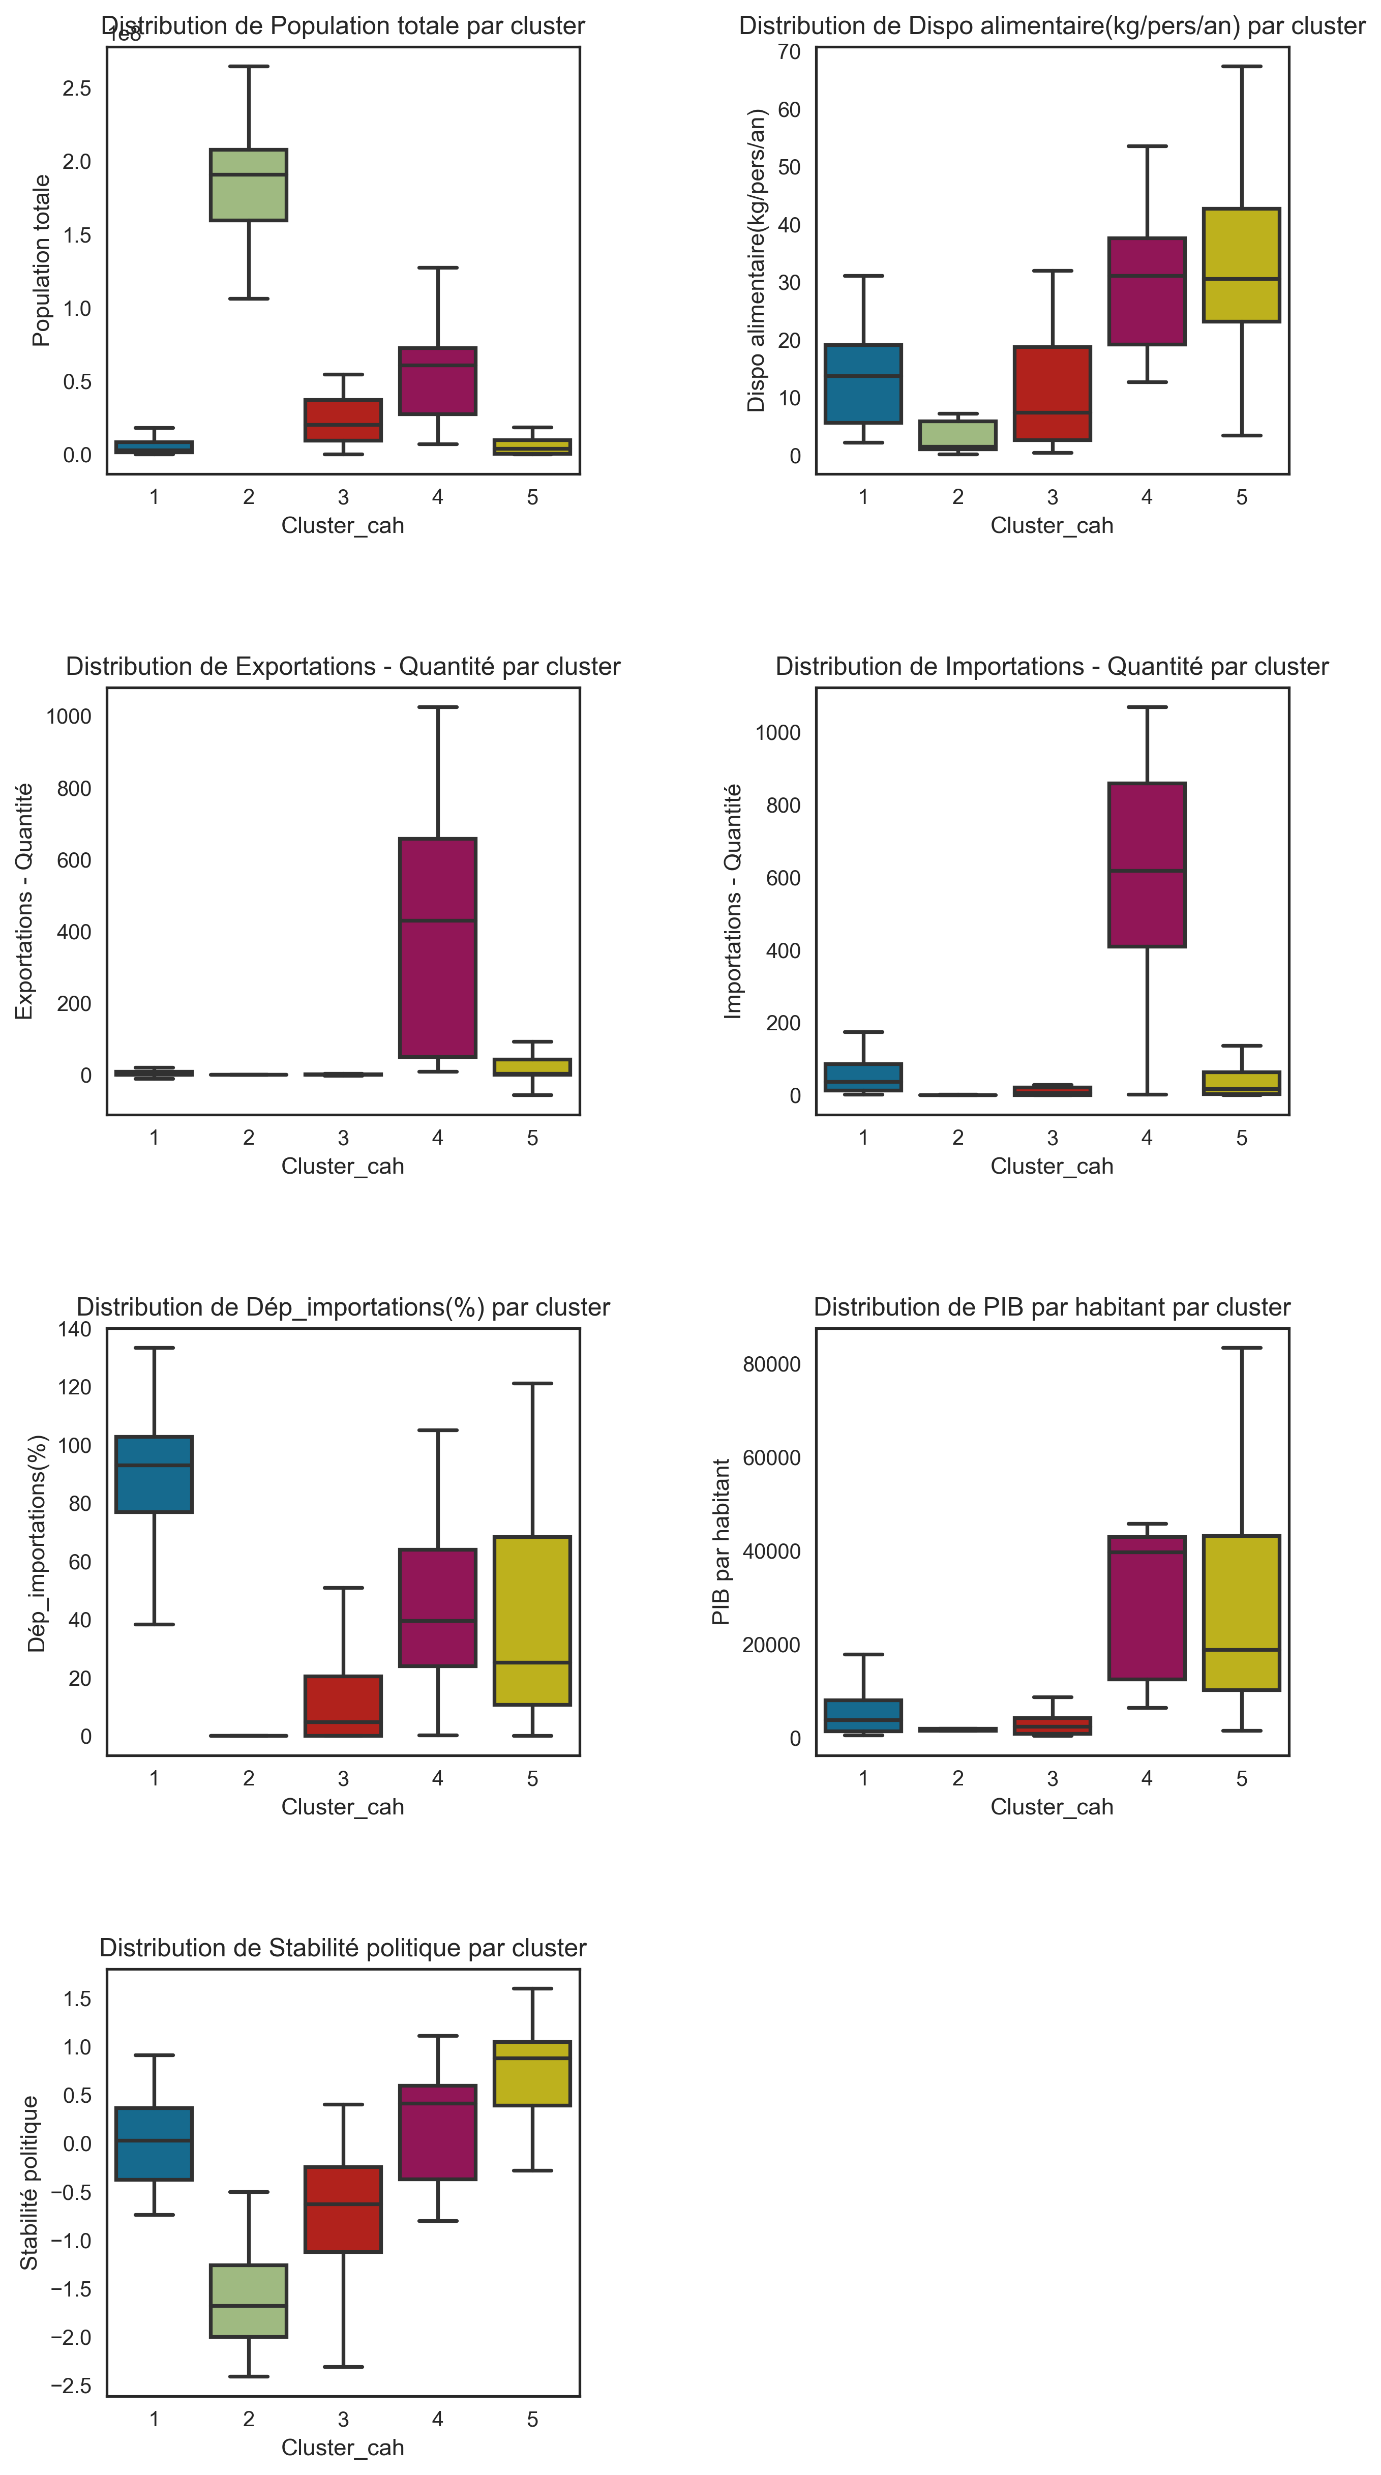 Distribution de Population totale par cluster
1e8
2.5
2.0
1.5
1.0
0.5
0.0
Population totale
1 2 3 4 5
Cluster_cah
Distribution de Dispo alimentaire(kg/pers/an) par cluster
70
60
50
40
30
20
10
0
Dispo alimentaire(kg/pers/an)
1 2 3 4 5
Cluster_cah
Distribution de Exportations - Quantité par cluster
1000
800
600
400
200
0
Exportations - Quantité
1 2 3 4 5
Cluster_cah
Distribution de Importations - Quantité par cluster
1000
800
600
400
200
0
Importations - Quantité
1 2 3 4 5
Cluster_cah
Distribution de Dép_importations(%) par cluster
140
120
100
80
60
40
20
0
Dép_importations(%)
1 2 3 4 5
Cluster_cah
Distribution de PIB par habitant par cluster
80000
60000
40000
20000
0
PIB par habitant
1 2 3 4 5
Cluster_cah
Distribution de Stabilité politique par cluster
1.5
1.0
0.5
0.0
−0.5
−1.0
−1.5
−2.0
−2.5
Stabilité politique
1 2 3 4 5
Cluster_cah